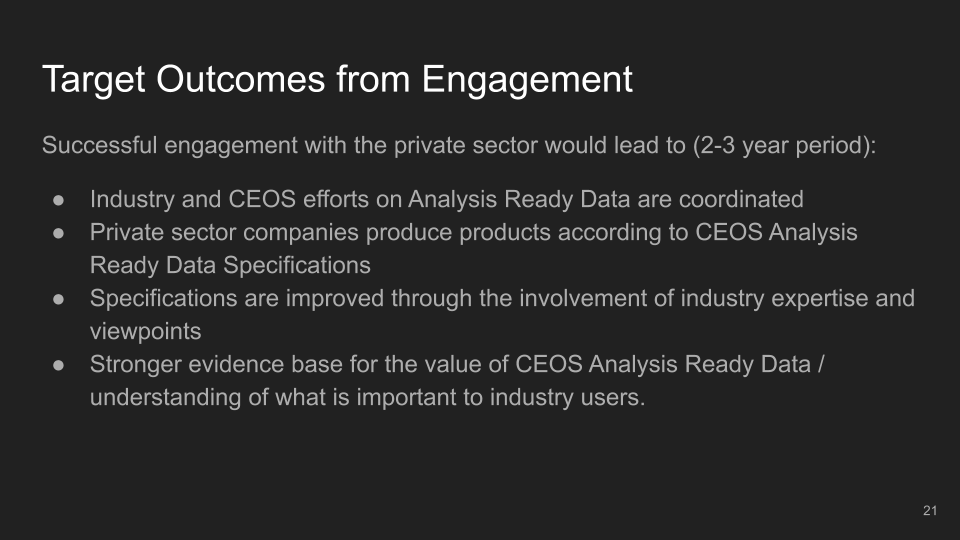 Target Outcomes from Engagement
Successful engagement with the private sector would lead to (2-3 year period):
● Industry and CEOS efforts on Analysis Ready Data are coordinated
● Private sector companies produce products according to CEOS Analysis
Ready Data Specifications
● Specifications are improved through the involvement of industry expertise and
viewpoints
● Stronger evidence base for the value of CEOS Analysis Ready Data /
understanding of what is important to industry users.
21